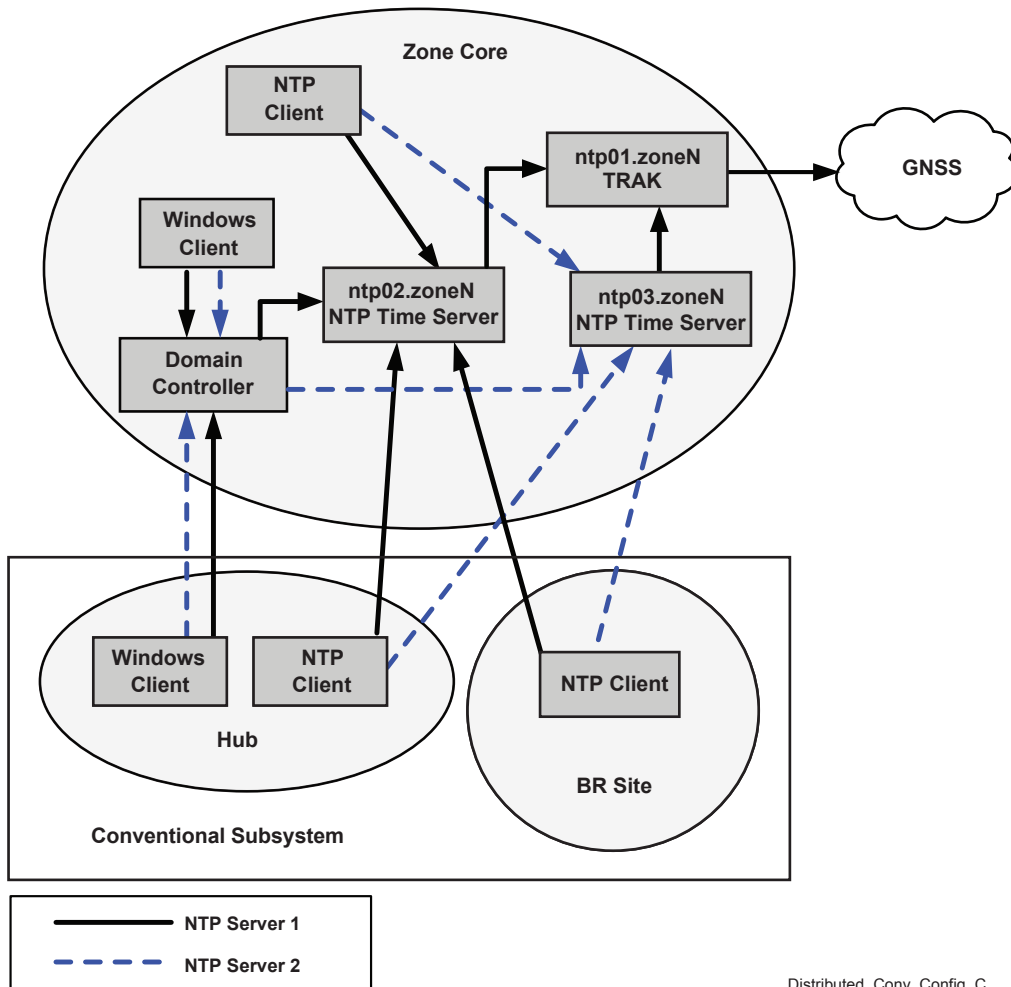 Zone Core
NTP
Client
ntp01.zoneN
TRAK
GNSS
Windows
Client
ntp02.zoneN
NTP Time Server
ntp03.zoneN
NTP Time Server
Domain
Controller
Windows
Client
NTP
Client
NTP Client
Hub
BR Site
Conventional Subsystem
NTP Server 1
NTP Server 2
Distributed_Conv_Config_C